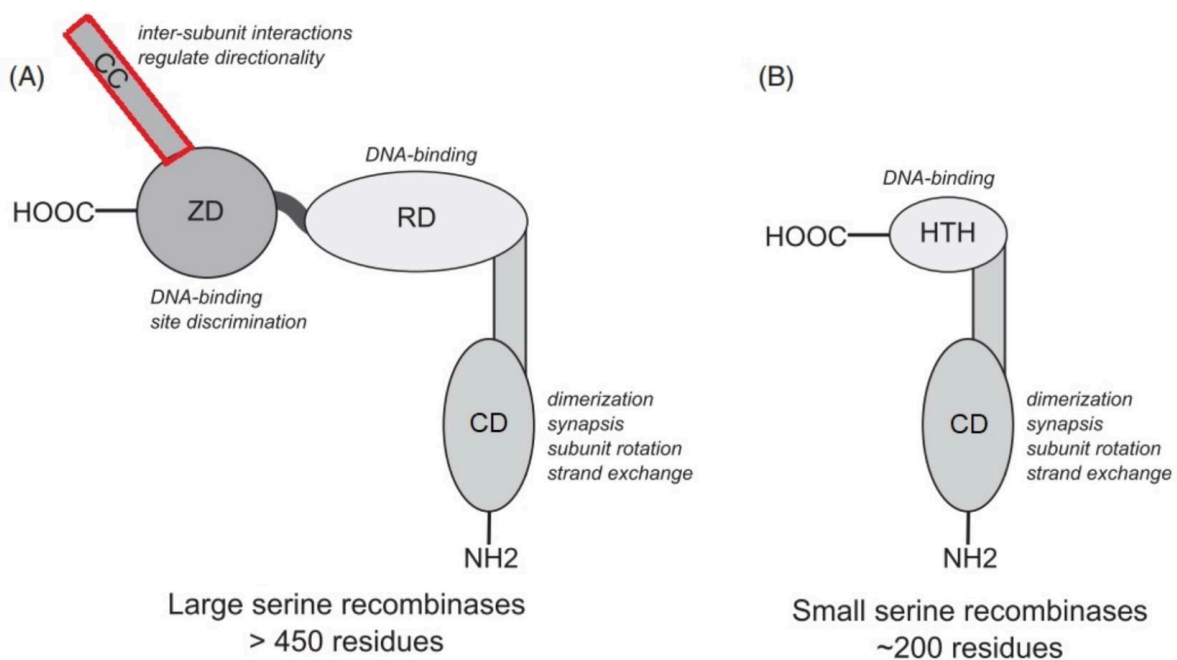 (A)
CC
inter-subunit interactions
regulate directionality
HOOC
ZD
DNA-binding
site discrimination
DNA-binding
RD
CD
dimerization
synapsis
subunit rotation
strand exchange
NH2
Large serine recombinases
> 450 residues
(B)
DNA-binding
HOOC
HTH
CD
dimerization
synapsis
subunit rotation
strand exchange
NH2
Small serine recombinases
~200 residues